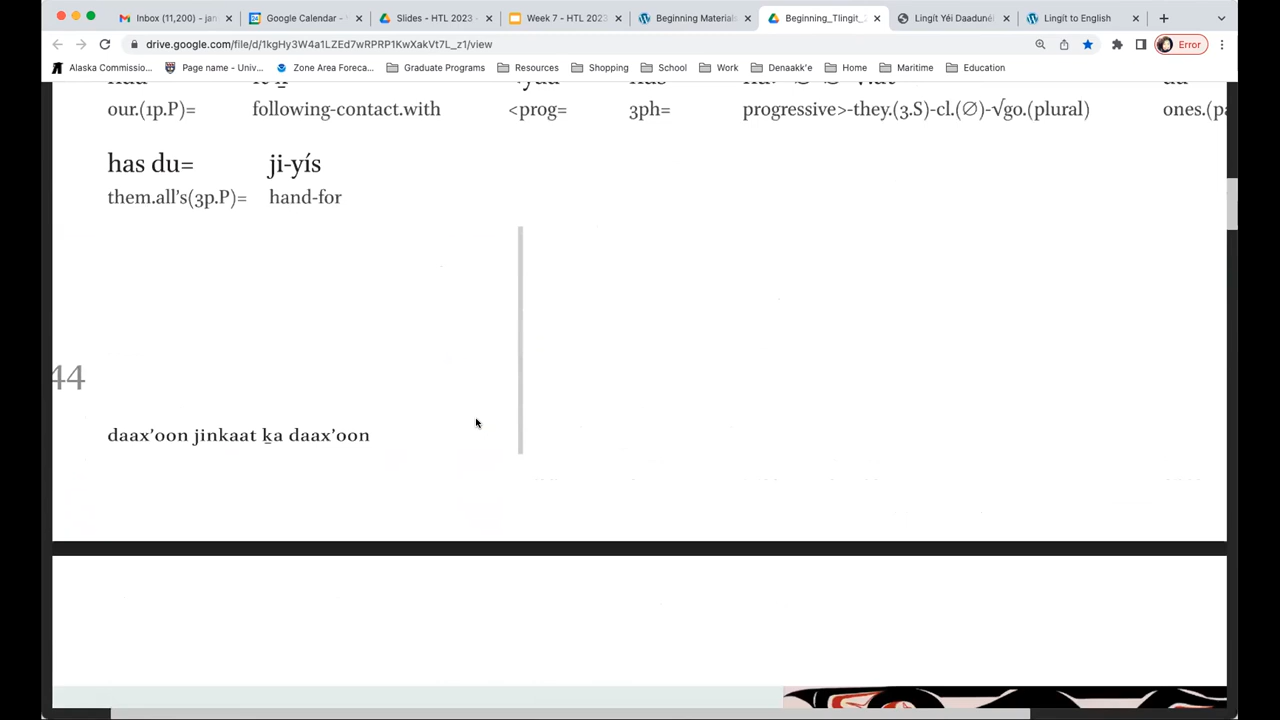 Inbox (11,200) - jan
Google Calendar -
Slides - HTL 2023
Week 7 - HTL 2023
Beginning Materials
Beginning_Tlingit_
Lingít Yéi Daaduné
Lingít to English
drive.google.com/file/d/1kgHy3W4a1LZEd7wRPRP1KwXakVt7L_z1/view
Error
Alaska Commissio...
Page name - Univ...
Zone Area Foreca...
Graduate Programs
Resources
Shopping
School
Work
Denaakk'e
Home
Maritime
Education
our.(1p.P)= following-contact.with <prog= 3ph= progressive>-they.(3.S)-cl.(∅)-√go.(plural)
has du= ji-yís
them.all's(3p.P)= hand-for
44
daax'oon jinkaat ḵa daax'oon